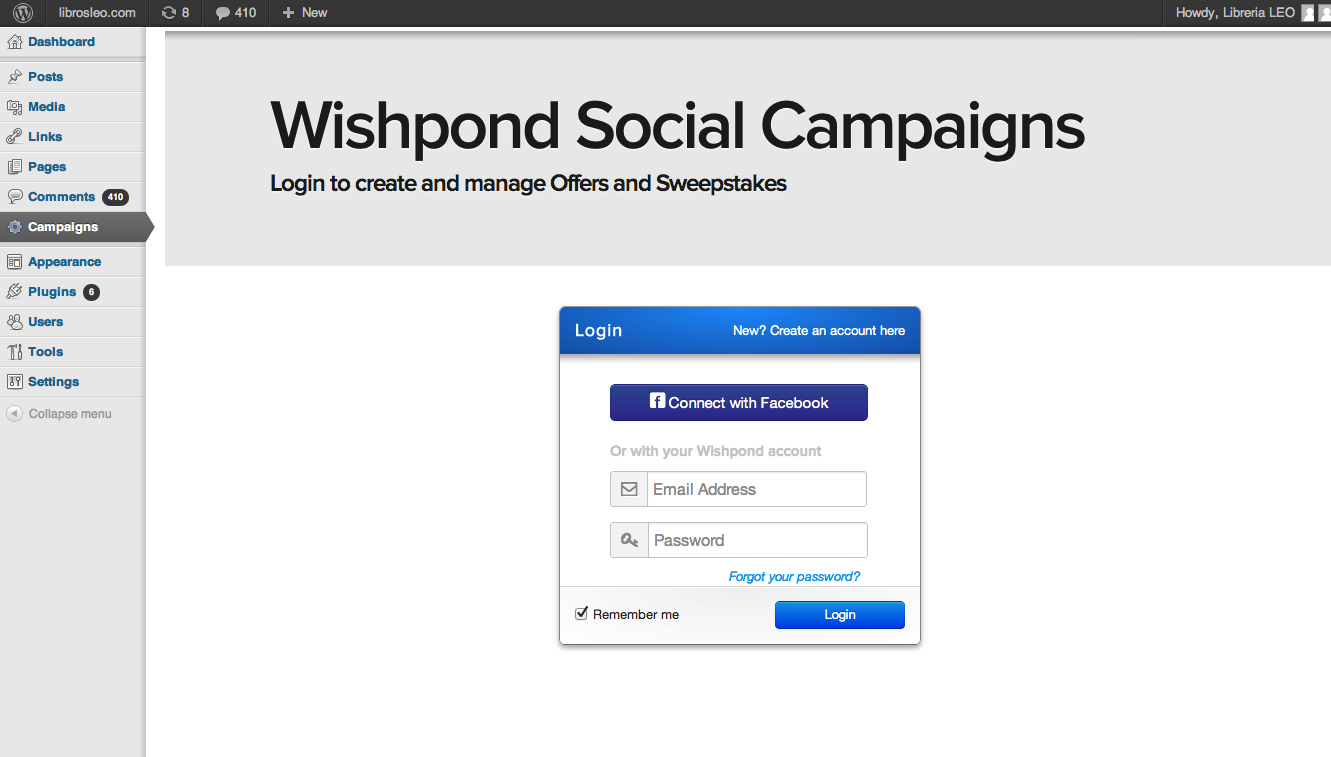 librosleo.com 8 410 + New Howdy, Libreria LEO
Dashboard
Posts
Media
Links
Pages
Comments 410
Campaigns
Appearance
Plugins 6
Users
Tools
Settings
Collapse menu
Wishpond Social Campaigns
Login to create and manage Offers and Sweepstakes
Login New? Create an account here
f Connect with Facebook
Or with your Wishpond account
Email Address
Password
Forgot your password?
Remember me Login